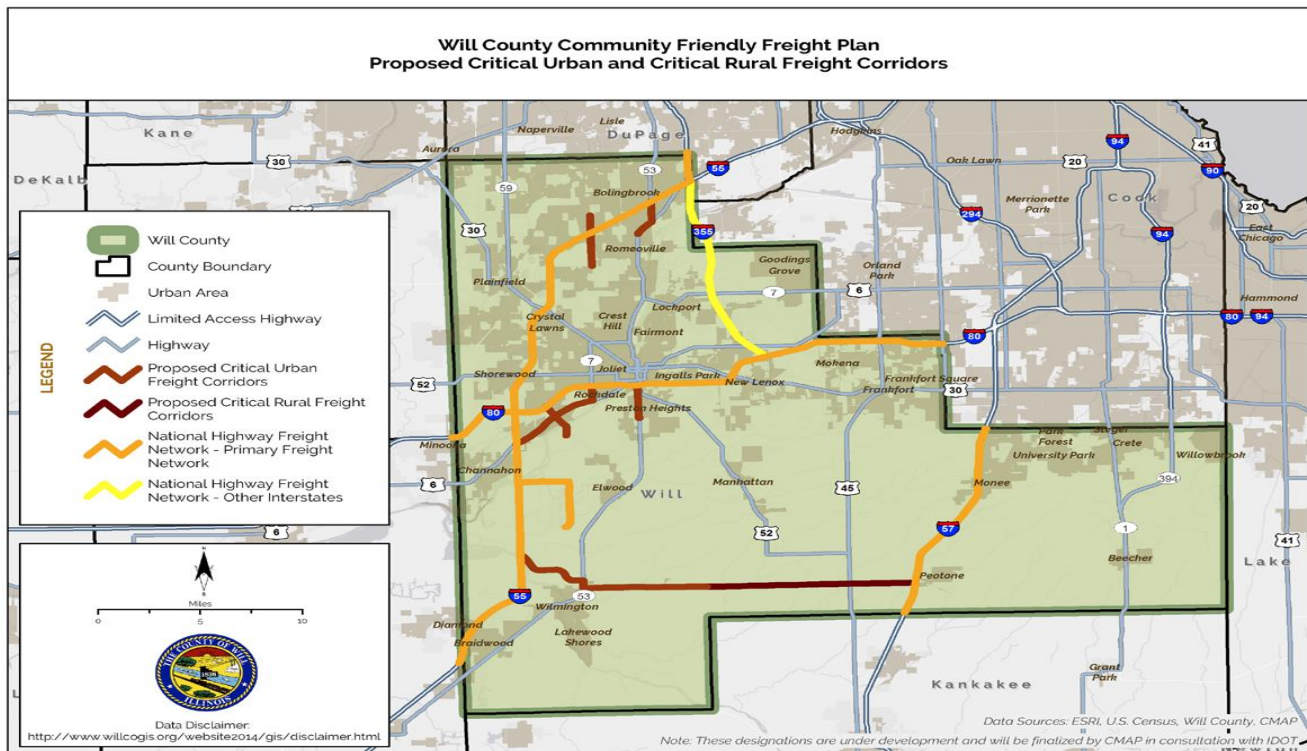 Will County Community Friendly Freight Plan
Proposed Critical Urban and Critical Rural Freight Corridors
Kane
Lisle
Naperville
DuPage
Hodgkins
Aurora
94
41
30
55
Oak Lawn
20
90
DeKalb
59
53
Bolingbrook
Merrionette
Park
Cook
20
294
East
Chicago
30
355
Romeoville
94
Goodings
Grove
Orland
Park
Plainfield
7
6
Hammond
Lockport
Crystal
Lawns
Crest
Hill
Fairmont
80
94
80
7
Joliet
Ingalls Park
Mokena
52
Shorewood
New Lenox
Frankfort Square
Frankfort
30
Rockdale
Preston Heights
80
Minooka
Park
Forest
Steger
Crete
University Park
Willowbrook
Channahon
6
Elwood
Will
Manhattan
45
Monee
394
6
52
57
1
41
Beecher
Lake
Peotone
55
Wilmington
53
Diamond
Braidwood
Lakewood
Shores
Grant
Park
Kankakee
LEGEND
Will County
County Boundary
Urban Area
Limited Access Highway
Highway
Proposed Critical Urban
Freight Corridors
Proposed Critical Rural Freight
Corridors
National Highway Freight
Network - Primary Freight
Network
National Highway Freight
Network - Other Interstates
N
Miles
0 5 10
THE COUNTY OF WILL
1836
ILLINOIS
Data Disclaimer:
http://www.willcogis.org/website2014/gis/disclaimer.html
Data Sources: ESRI, U.S. Census, Will County, CMAP
Note: These designations are under development and will be finalized by CMAP in consultation with IDOT